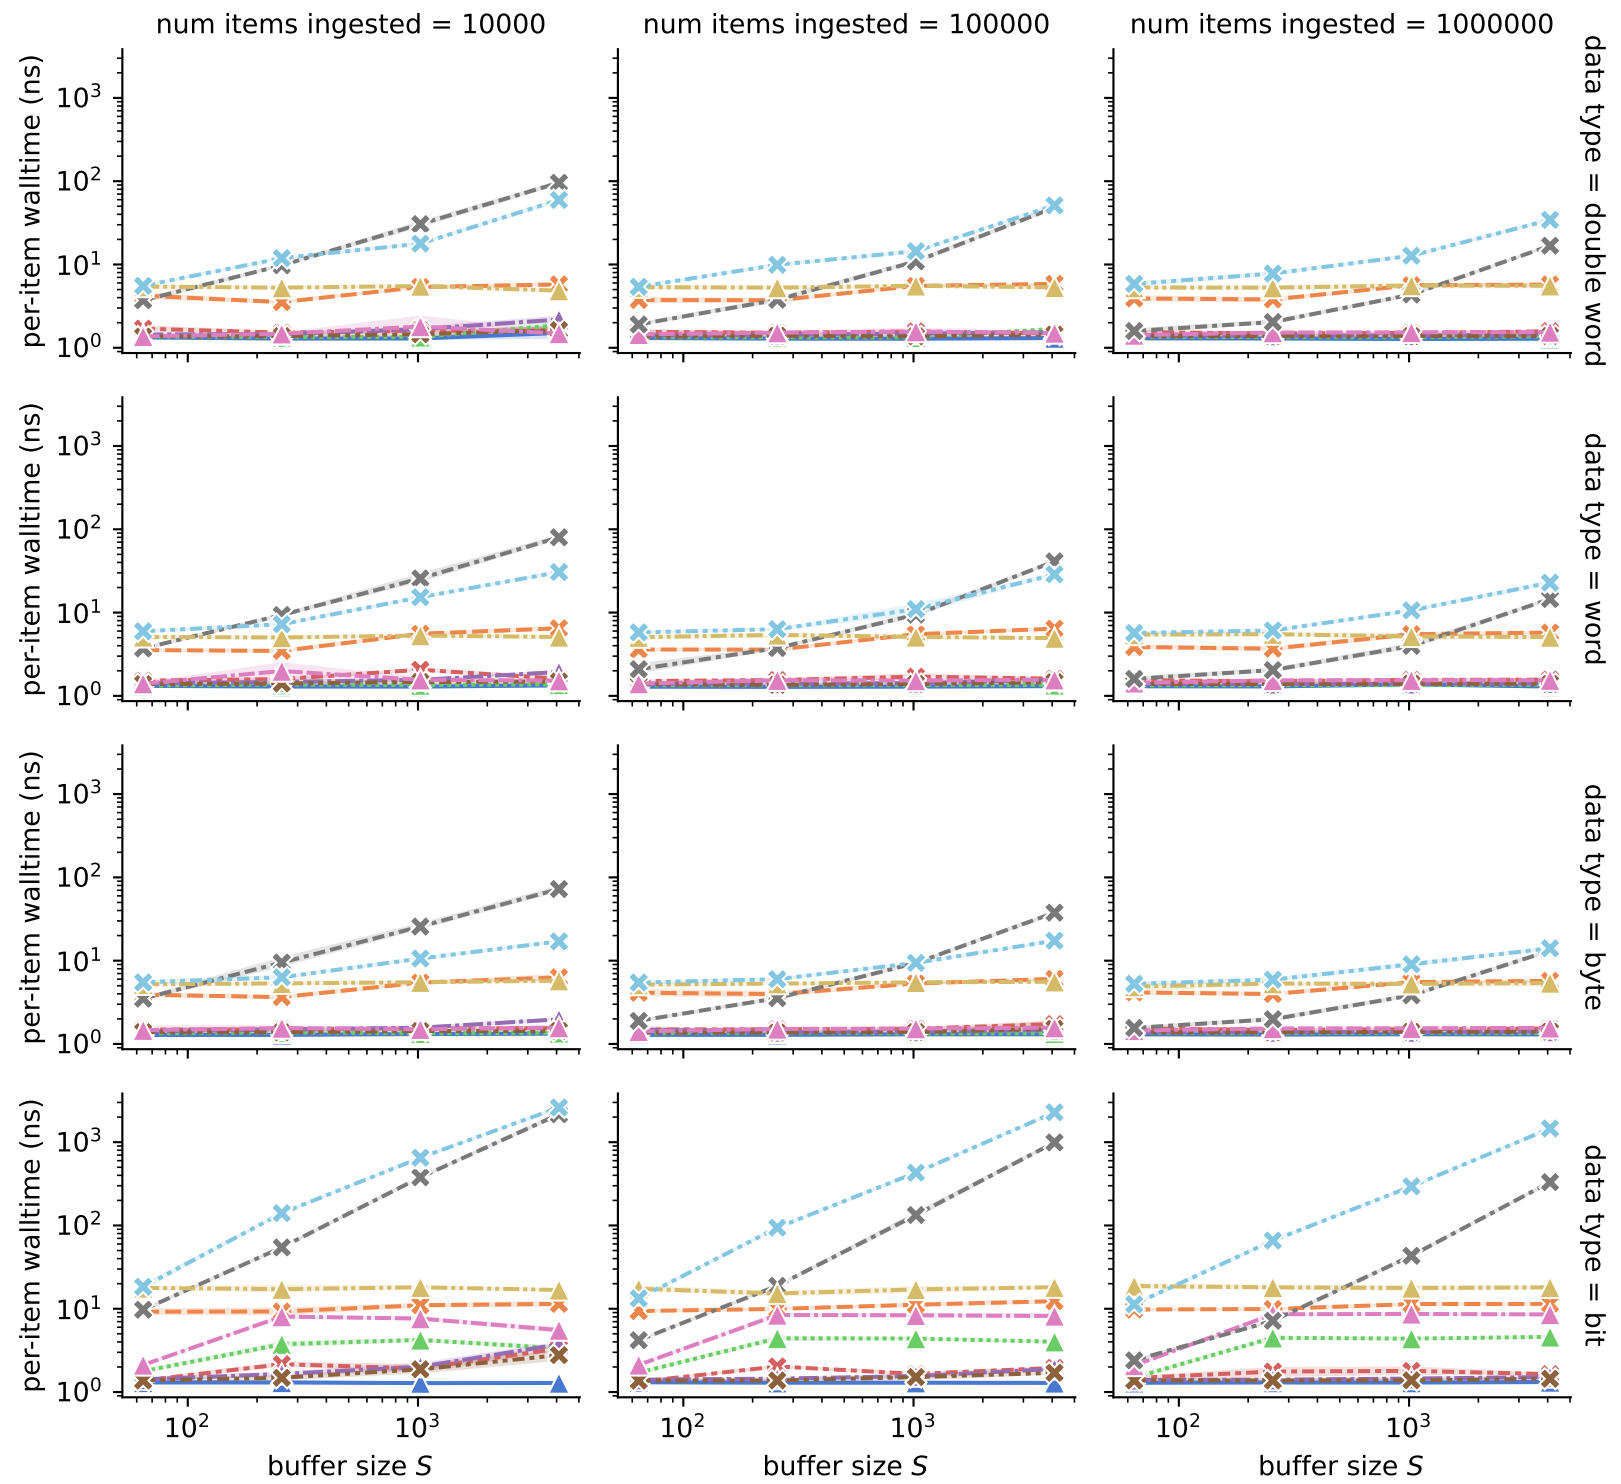 num items ingested = 10000
num items ingested = 100000
num items ingested = 1000000
per-item walltime (ns)
10³
10²
10¹
10⁰
data type = double word
per-item walltime (ns)
10³
10²
10¹
10⁰
data type = word
per-item walltime (ns)
10³
10²
10¹
10⁰
data type = byte
per-item walltime (ns)
10³
10²
10¹
10⁰
data type = bit
10² 10³
10² 10³
10² 10³
buffer size S
buffer size S
buffer size S